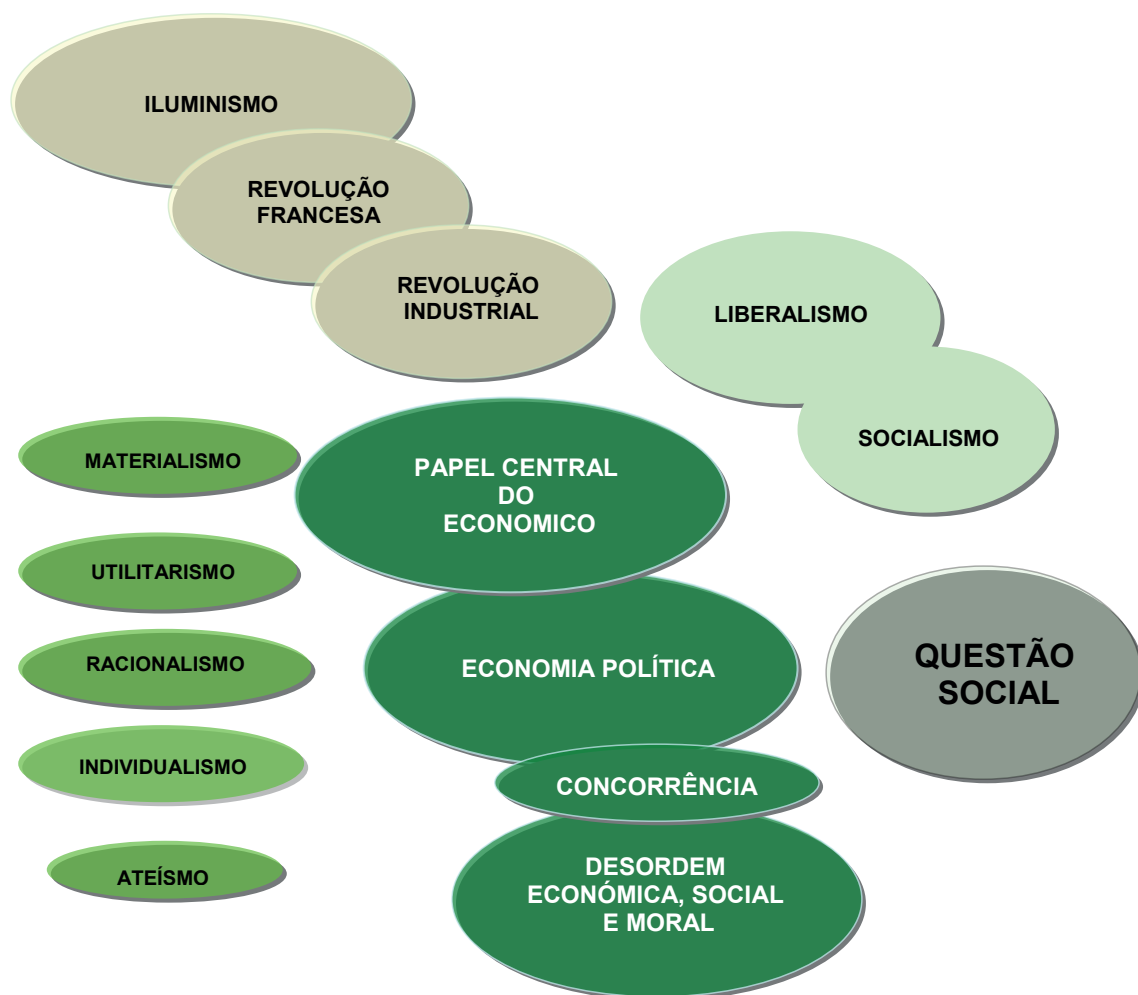 ILUMINISMO
REVOLUÇÃO
FRANCESA
REVOLUÇÃO
INDUSTRIAL
LIBERALISMO
SOCIALISMO
MATERIALISMO
PAPEL CENTRAL
DO
ECONOMICO
UTILITARISMO
RACIONALISMO
ECONOMIA POLÍTICA
QUESTÃO
SOCIAL
INDIVIDUALISMO
CONCORRÊNCIA
ATEÍSMO
DESORDEM
ECONÓMICA, SOCIAL
E MORAL